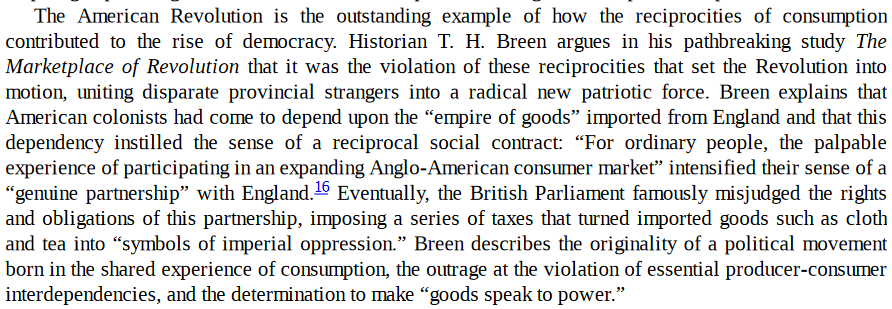 The American Revolution is the outstanding example of how the reciprocities of consumption
contributed to the rise of democracy. Historian T. H. Breen argues in his pathbreaking study The
Marketplace of Revolution that it was the violation of these reciprocities that set the Revolution into
motion, uniting disparate provincial strangers into a radical new patriotic force. Breen explains that
American colonists had come to depend upon the “empire of goods” imported from England and that this
dependency instilled the sense of a reciprocal social contract: “For ordinary people, the palpable
experience of participating in an expanding Anglo-American consumer market” intensified their sense of a
“genuine partnership” with England.16 Eventually, the British Parliament famously misjudged the rights
and obligations of this partnership, imposing a series of taxes that turned imported goods such as cloth
and tea into “symbols of imperial oppression.” Breen describes the originality of a political movement
born in the shared experience of consumption, the outrage at the violation of essential producer-consumer
interdependencies, and the determination to make “goods speak to power.”